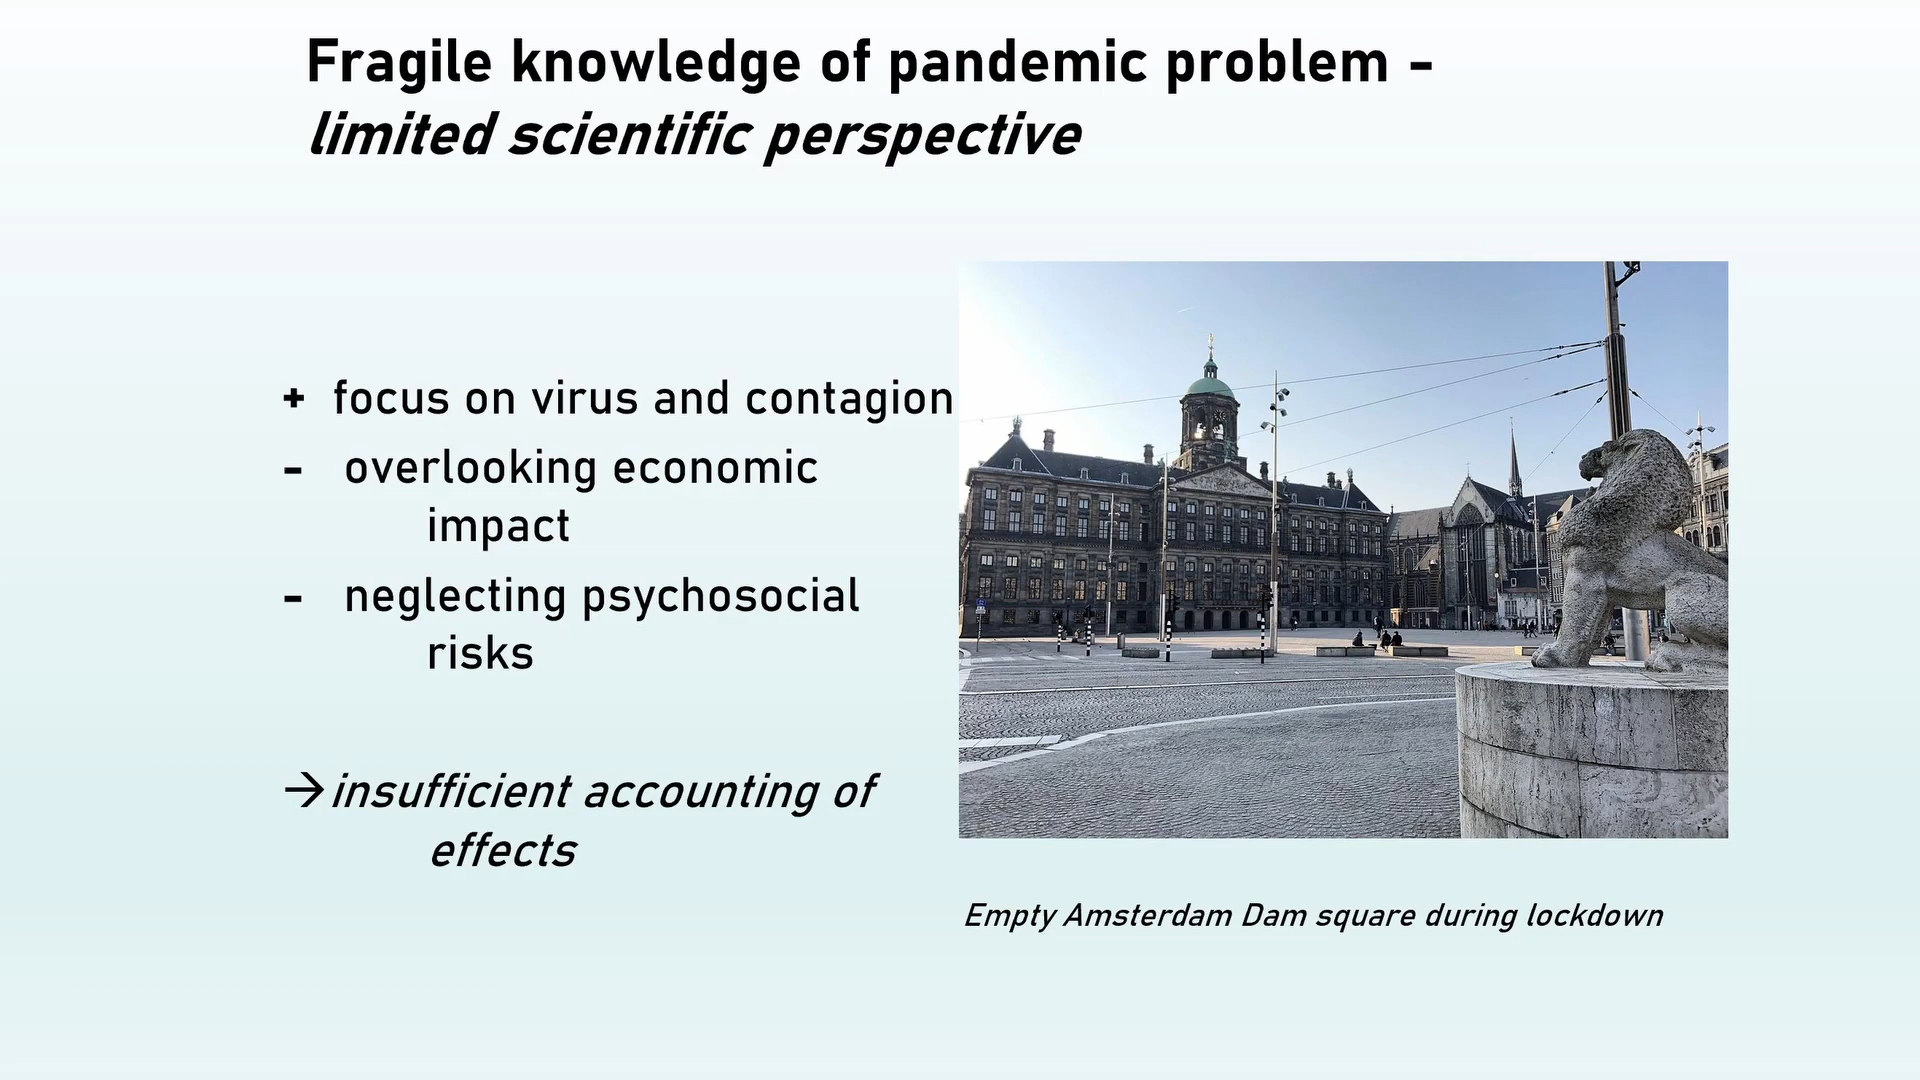 Fragile knowledge of pandemic problem -
limited scientific perspective
+ focus on virus and contagion
- overlooking economic
impact
- neglecting psychosocial
risks
→ insufficient accounting of
effects
Empty Amsterdam Dam square during lockdown